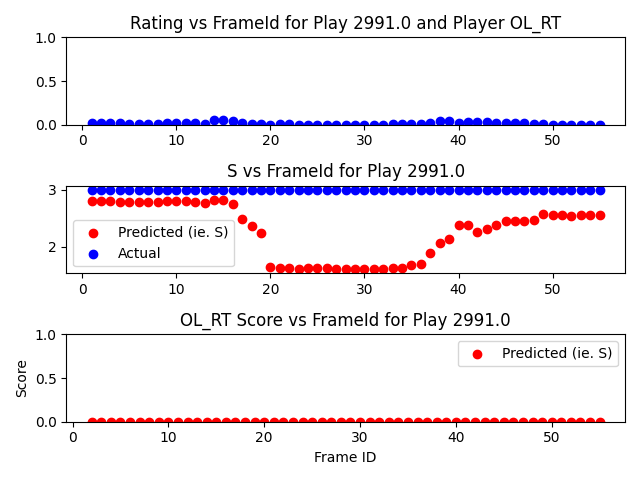 Rating vs FrameId for Play 2991.0 and Player OL_RT
1.0
0.5
0.0
0 10 20 30 40 50
S vs FrameId for Play 2991.0
3
2
Predicted (ie. S)
Actual
0 10 20 30 40 50
OL_RT Score vs FrameId for Play 2991.0
1.0
0.5
0.0
Score
Predicted (ie. S)
0 10 20 30 40 50
Frame ID